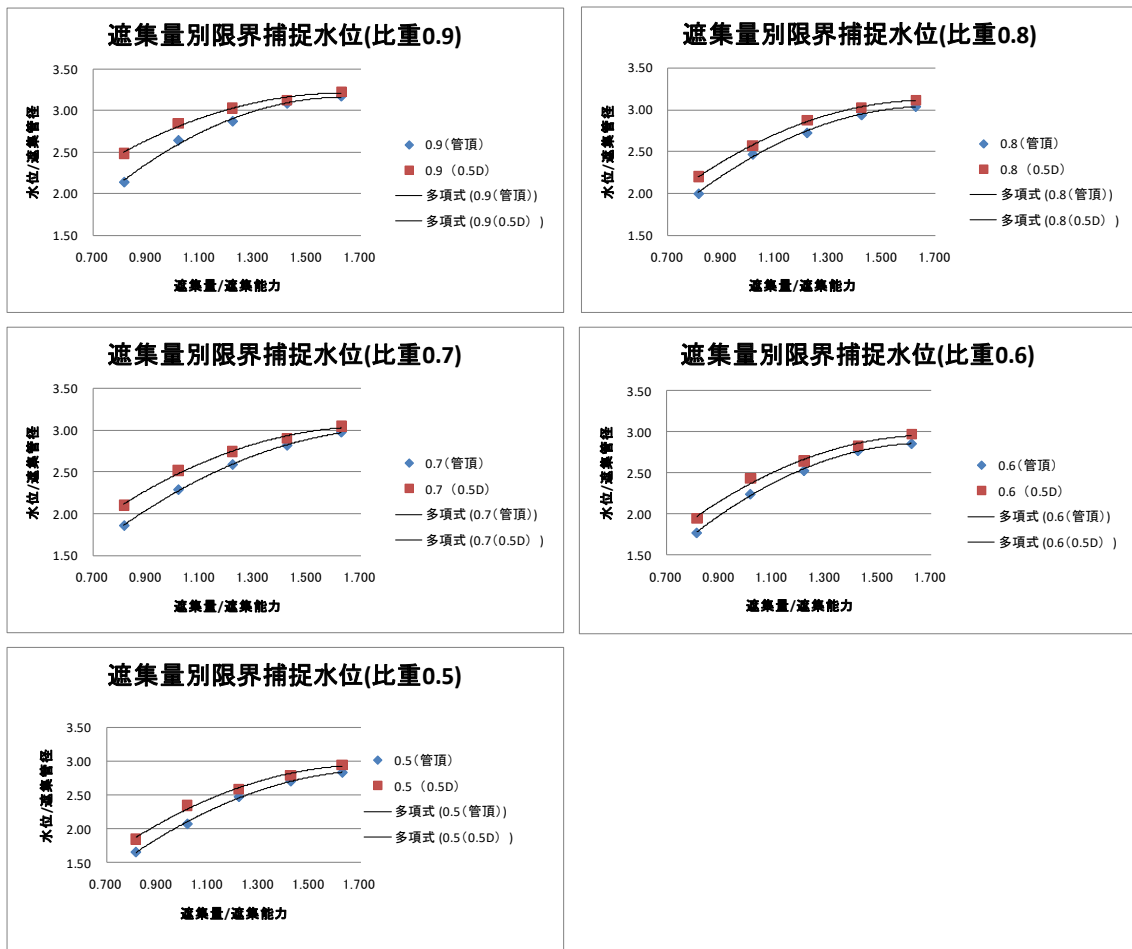 遮集量別限界捕捉水位(比重0.9)
3.50
3.00
2.50
2.00
1.50
水位/遮集管径
0.700 0.900 1.100 1.300 1.500 1.700
遮集量/遮集能力
0.9(管頂)
0.9 (0.5D)
多項式 (0.9(管頂))
多項式 (0.9(0.5D) )
遮集量別限界捕捉水位(比重0.8)
3.50
3.00
2.50
2.00
1.50
水位/遮集管径
0.700 0.900 1.100 1.300 1.500 1.700
遮集量/遮集能力
0.8(管頂)
0.8 (0.5D)
多項式 (0.8(管頂))
多項式 (0.8(0.5D) )
遮集量別限界捕捉水位(比重0.7)
3.50
3.00
2.50
2.00
1.50
水位/遮集管径
0.700 0.900 1.100 1.300 1.500 1.700
遮集量/遮集能力
0.7(管頂)
0.7 (0.5D)
多項式 (0.7(管頂))
多項式 (0.7(0.5D) )
遮集量別限界捕捉水位(比重0.6)
3.50
3.00
2.50
2.00
1.50
水位/遮集管径
0.700 0.900 1.100 1.300 1.500 1.700
遮集量/遮集能力
0.6(管頂)
0.6 (0.5D)
多項式 (0.6(管頂))
多項式 (0.6(0.5D) )
遮集量別限界捕捉水位(比重0.5)
3.50
3.00
2.50
2.00
1.50
水位/遮集管径
0.700 0.900 1.100 1.300 1.500 1.700
遮集量/遮集能力
0.5(管頂)
0.5 (0.5D)
多項式 (0.5(管頂))
多項式 (0.5(0.5D) )